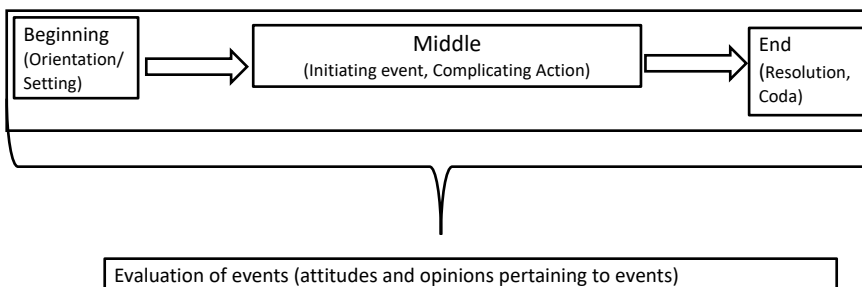 Beginning
(Orientation/
Setting)
Middle
(Initiating event, Complicating Action)
End
(Resolution,
Coda)
Evaluation of events (attitudes and opinions pertaining to events)